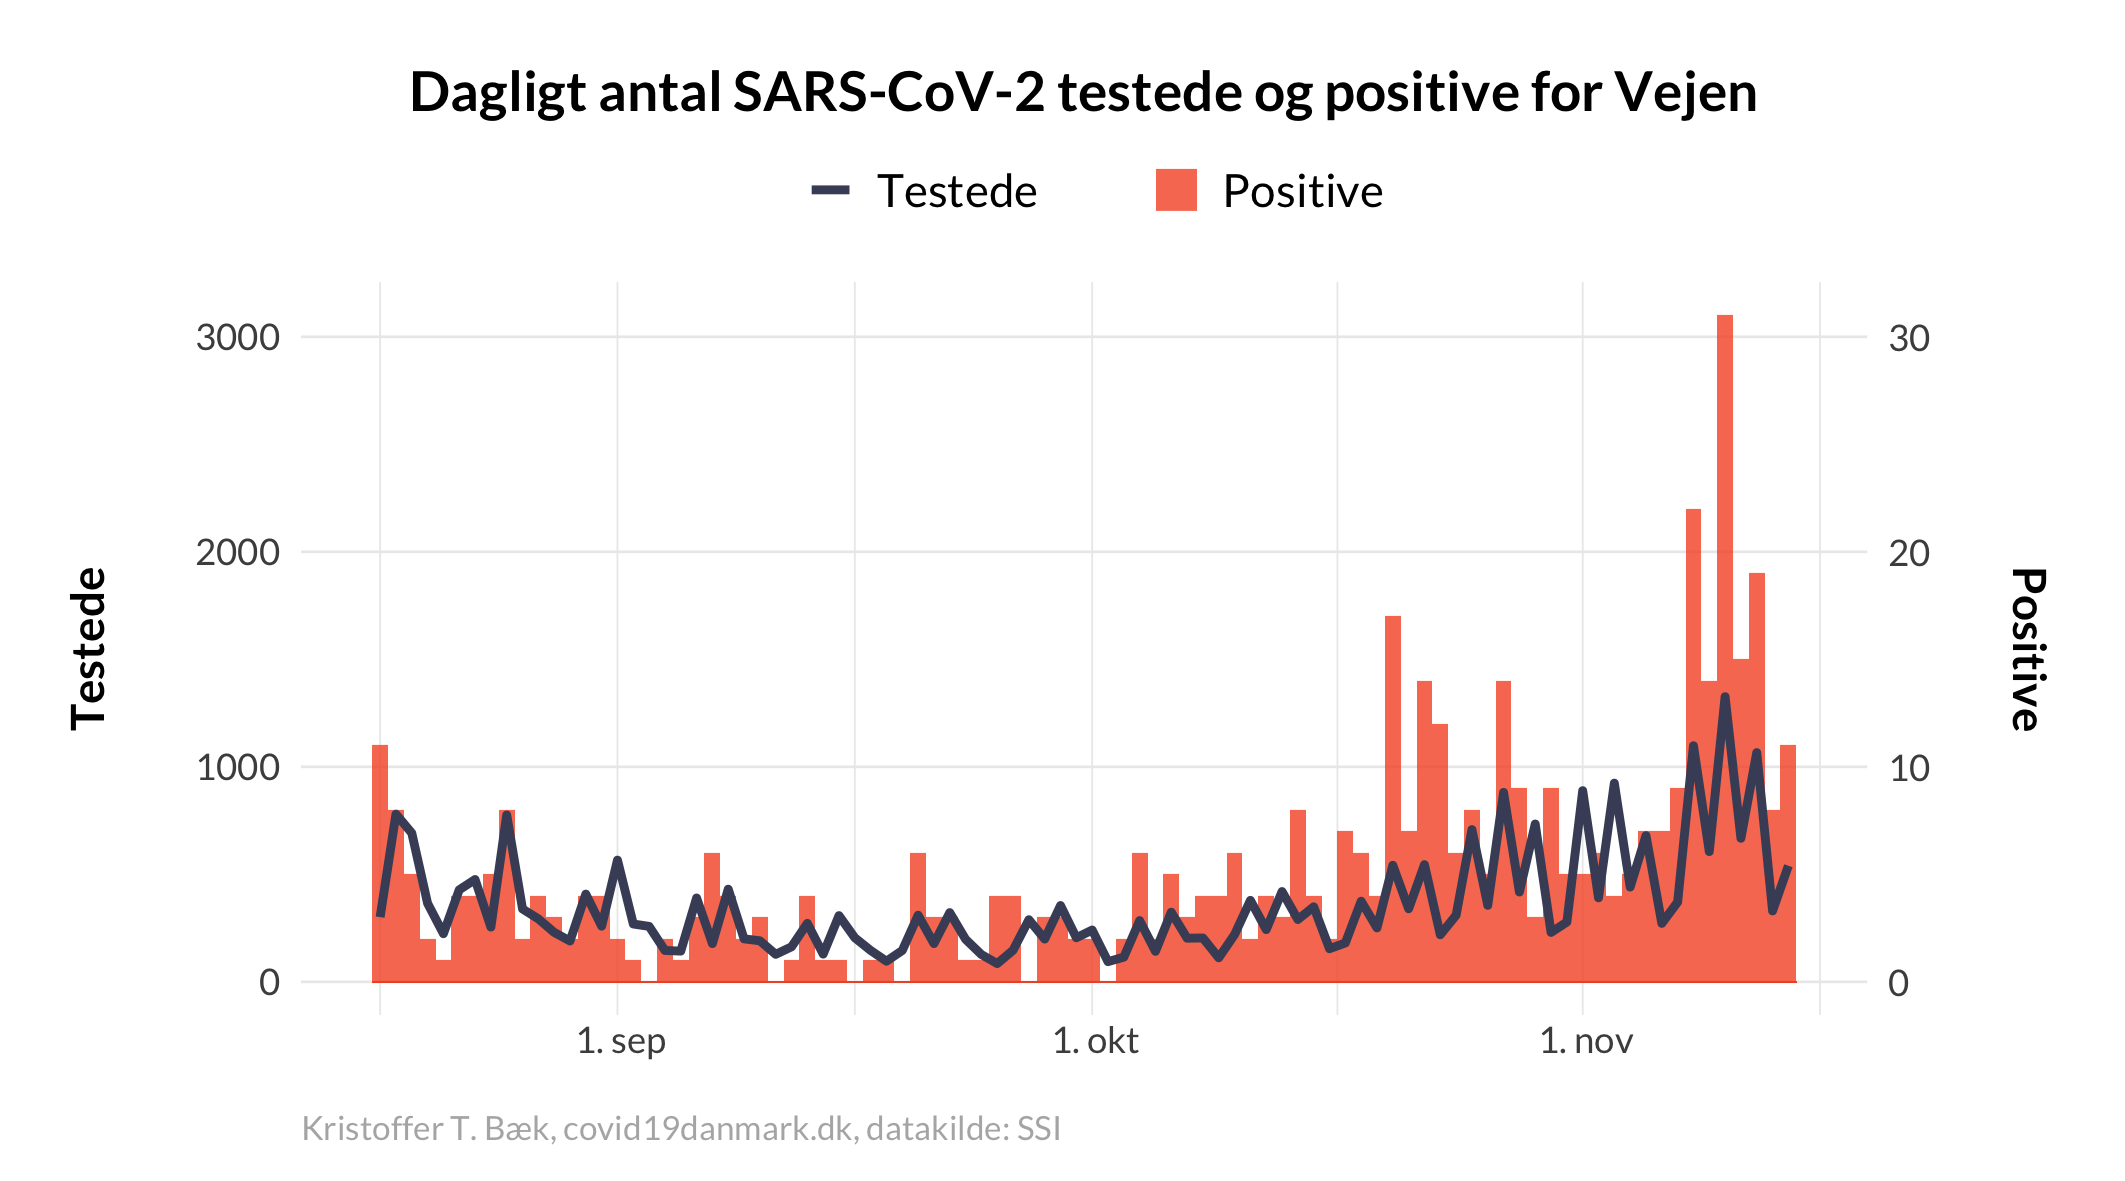 Dagligt antal SARS-CoV-2 testede og positive for Vejen
Testede Positive
3000 30
2000 20
1000 10
0 0
Testede
Positive
1. sep 1. okt 1. nov
Kristoffer T. Bæk, covid19danmark.dk, datakilde: SSI